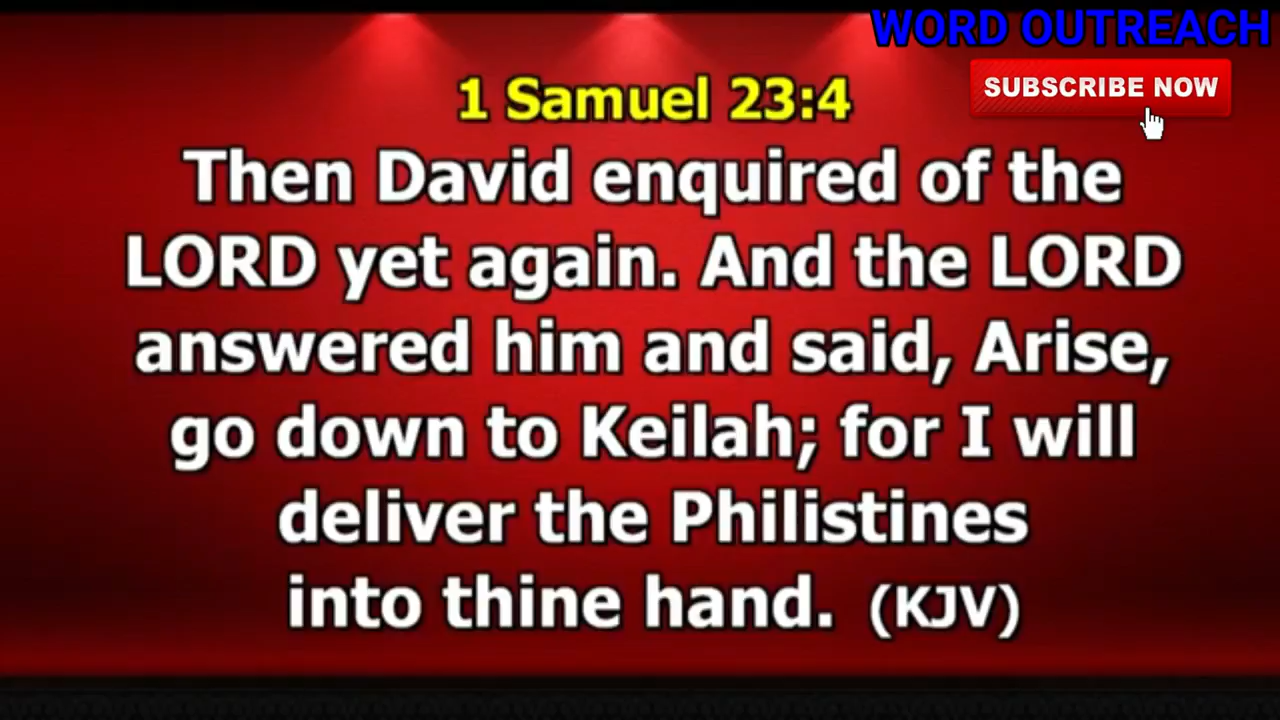 WORD OUTREACH
SUBSCRIBE NOW
1 Samuel 23:4
Then David enquired of the
LORD yet again. And the LORD
answered him and said, Arise,
go down to Keilah; for I will
deliver the Philistines
into thine hand. (KJV)